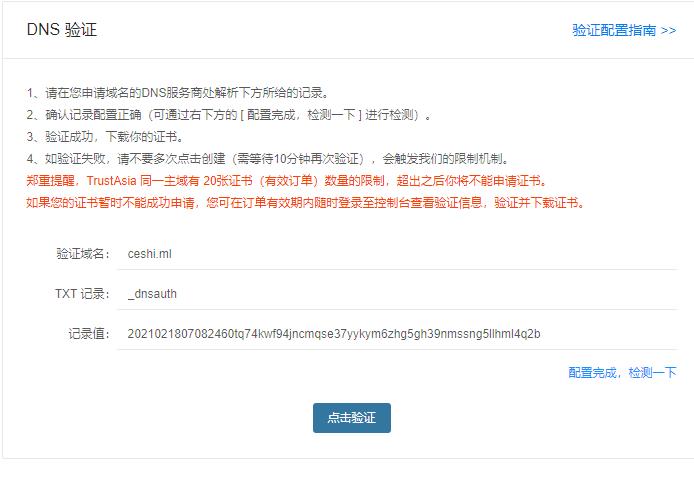 DNS 验证
验证配置指南 >>
1、请在您申请域名的DNS服务商处解析下方所给的记录。
2、确认记录配置正确（可通过右下方的 [ 配置完成，检测一下 ] 进行检测）。
3、验证成功，下载你的证书。
4、如验证失败，请不要多次点击创建（需等待10分钟再次验证），会触发我们的限制机制。
郑重提醒，TrustAsia 同一主域有 20张证书（有效订单）数量的限制，超出之后你将不能申请证书。
如果您的证书暂时不能成功申请，您可在订单有效期内随时登录至控制台查看验证信息，验证并下载证书。
验证域名： ceshi.ml
TXT 记录： _dnsauth
记录值： 2021021807082460tq74kwf94jncmqse37yykym6zhg5gh39nmssng5llhml4q2b
配置完成，检测一下
点击验证